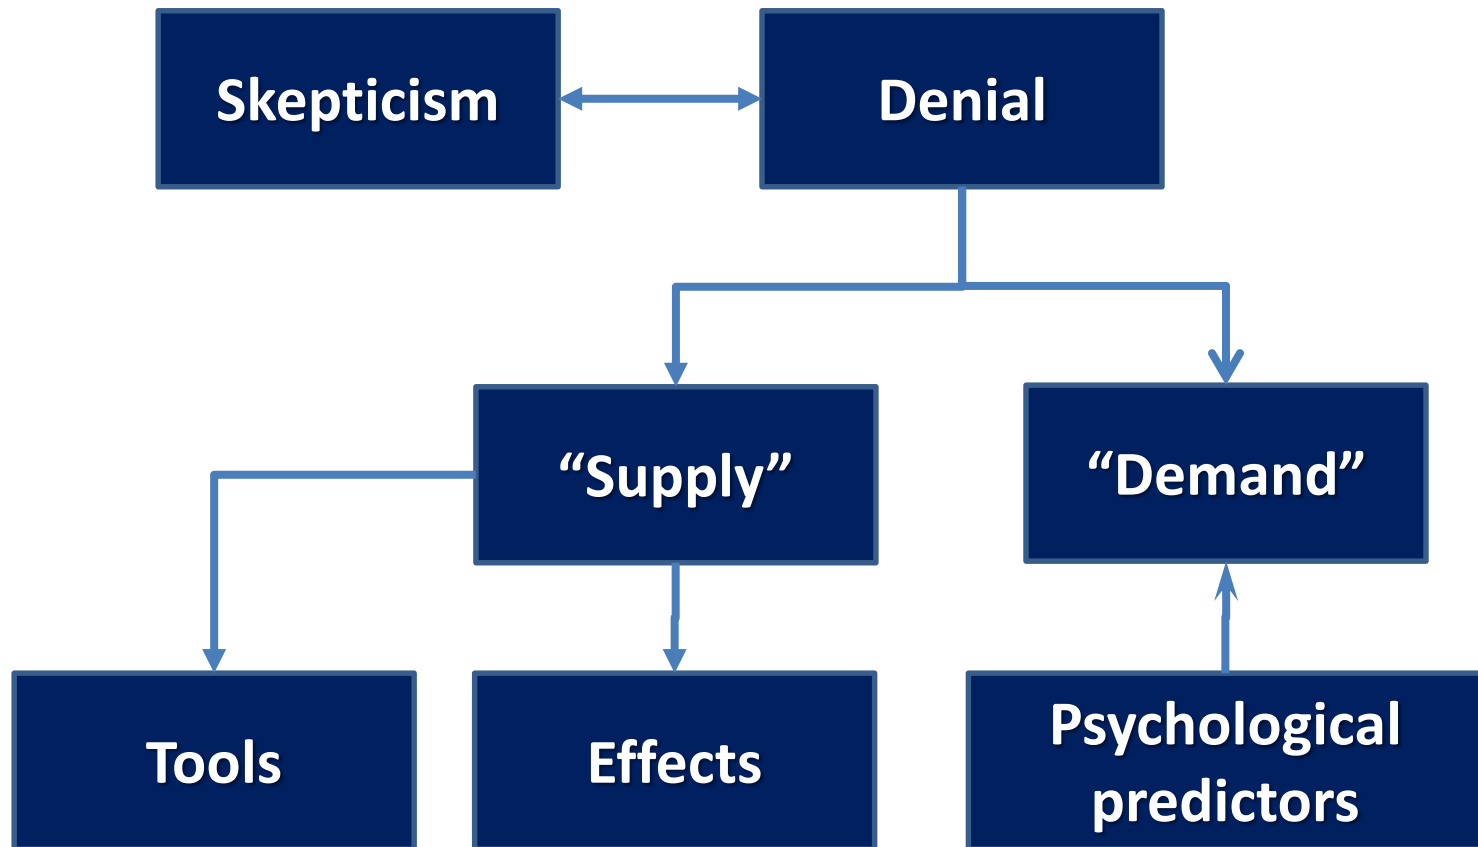 Skepticism
Denial
“Supply”
“Demand”
Tools
Effects
Psychological
predictors